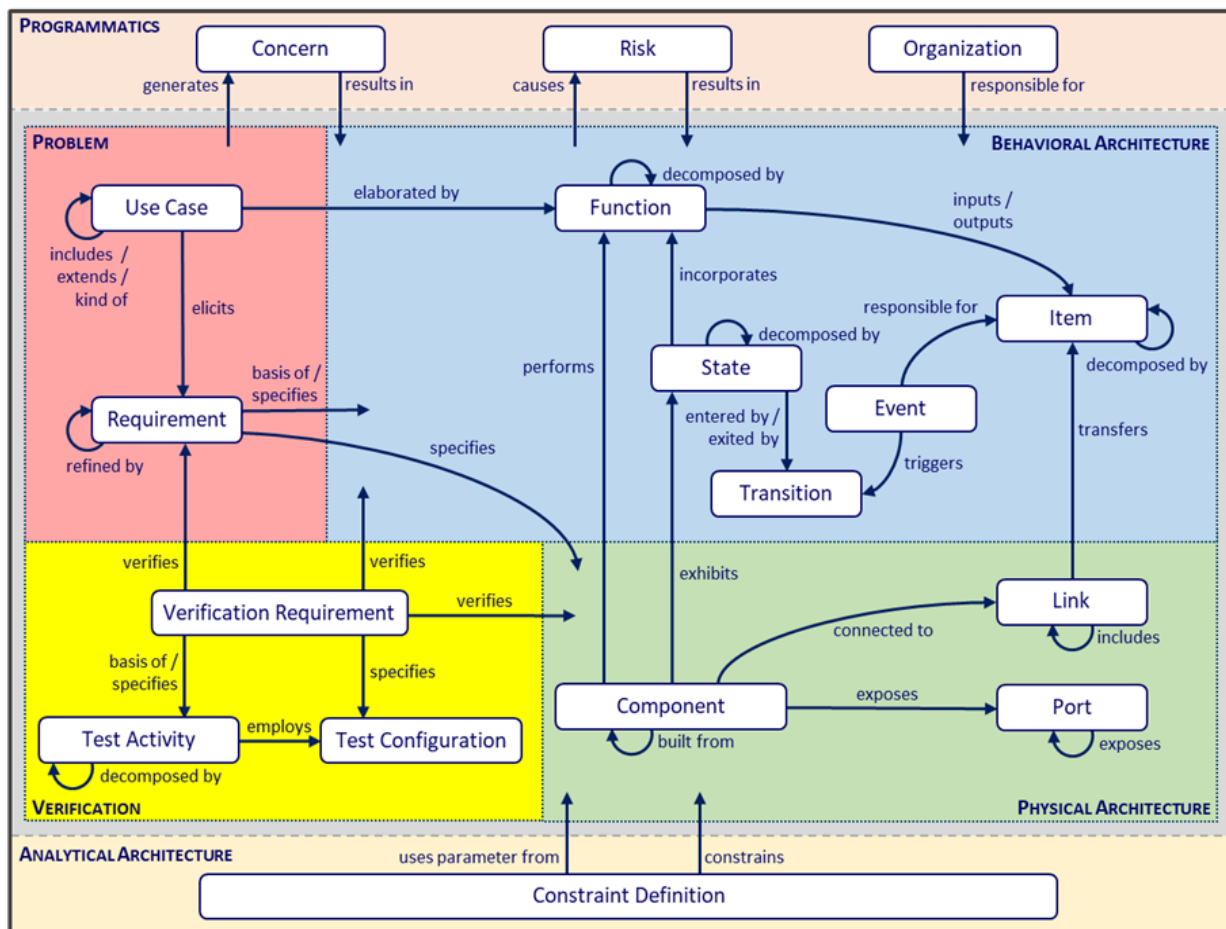 PROGRAMMATICS
Concern
Risk
Organization
generates
results in
causes
results in
responsible for
PROBLEM
BEHAVIORAL ARCHITECTURE
decomposed by
Use Case
elaborated by
Function
inputs /
outputs
includes /
extends /
kind of
elicits
incorporates
responsible for
Item
decomposed by
decomposed by
performs
State
basis of /
specifies
Requirement
Event
entered by /
exited by
transfers
specifies
refined by
triggers
Transition
verifies
verifies
exhibits
Verification Requirement
verifies
Link
connected to
includes
basis of /
specifies
specifies
Component
exposes
Port
Test Activity
employs
Test Configuration
built from
exposes
decomposed by
VERIFICATION
PHYSICAL ARCHITECTURE
ANALYTICAL ARCHITECTURE
uses parameter from
constrains
Constraint Definition